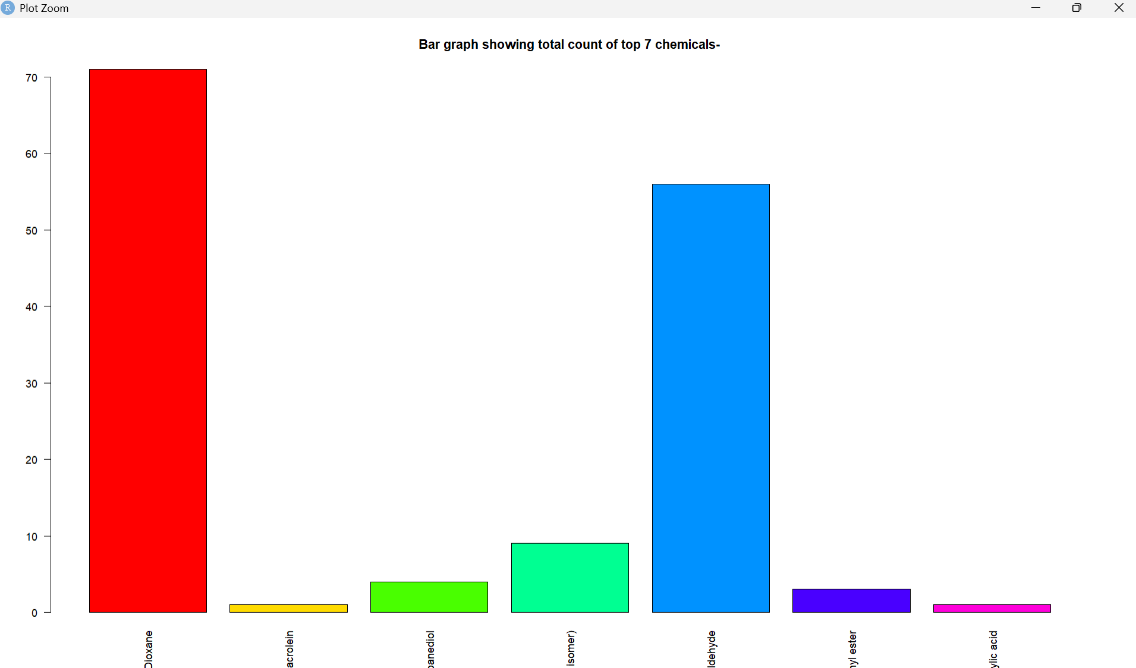 R Plot Zoom
Bar graph showing total count of top 7 chemicals-
70
60
50
40
30
20
10
0
Dioxane
acrolein
panediol
Isomer)
ldehyde
nyl ester
ylic acid